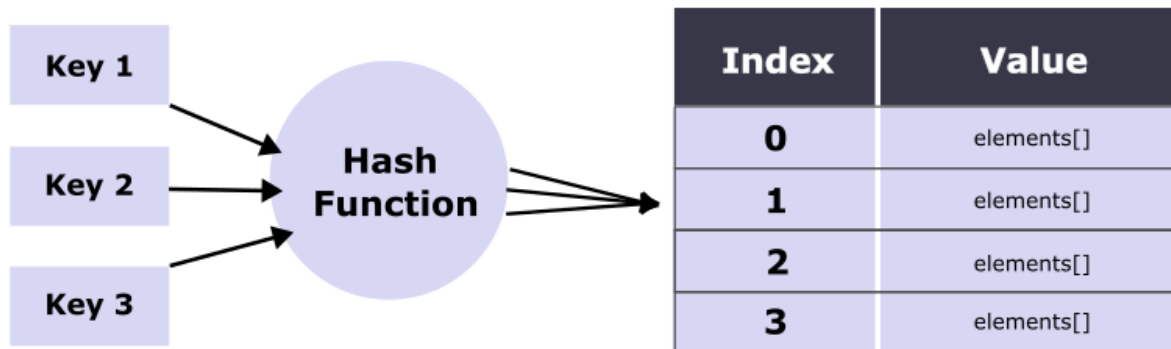 Key 1
Key 2
Key 3
Hash
Function
Index Value
0 elements[]
1 elements[]
2 elements[]
3 elements[]